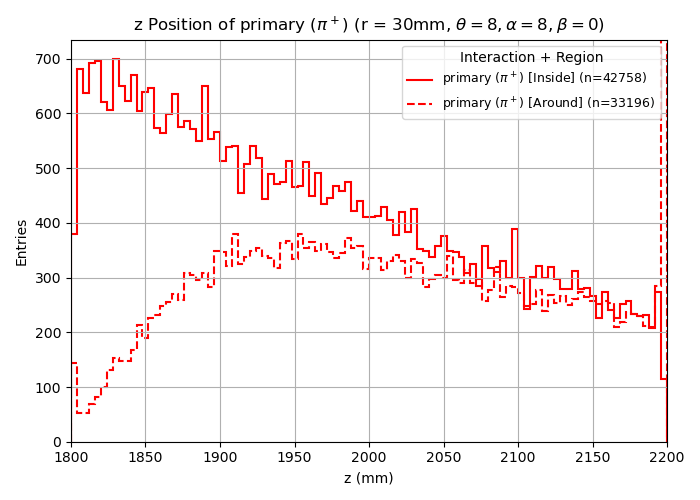 z Position of primary (π⁺) (r = 30mm, θ = 8, α = 8, β = 0)
Interaction + Region
primary (π⁺) [Inside] (n=42758)
primary (π⁺) [Around] (n=33196)
Entries
700
600
500
400
300
200
100
0
1800 1850 1900 1950 2000 2050 2100 2150 2200
z (mm)